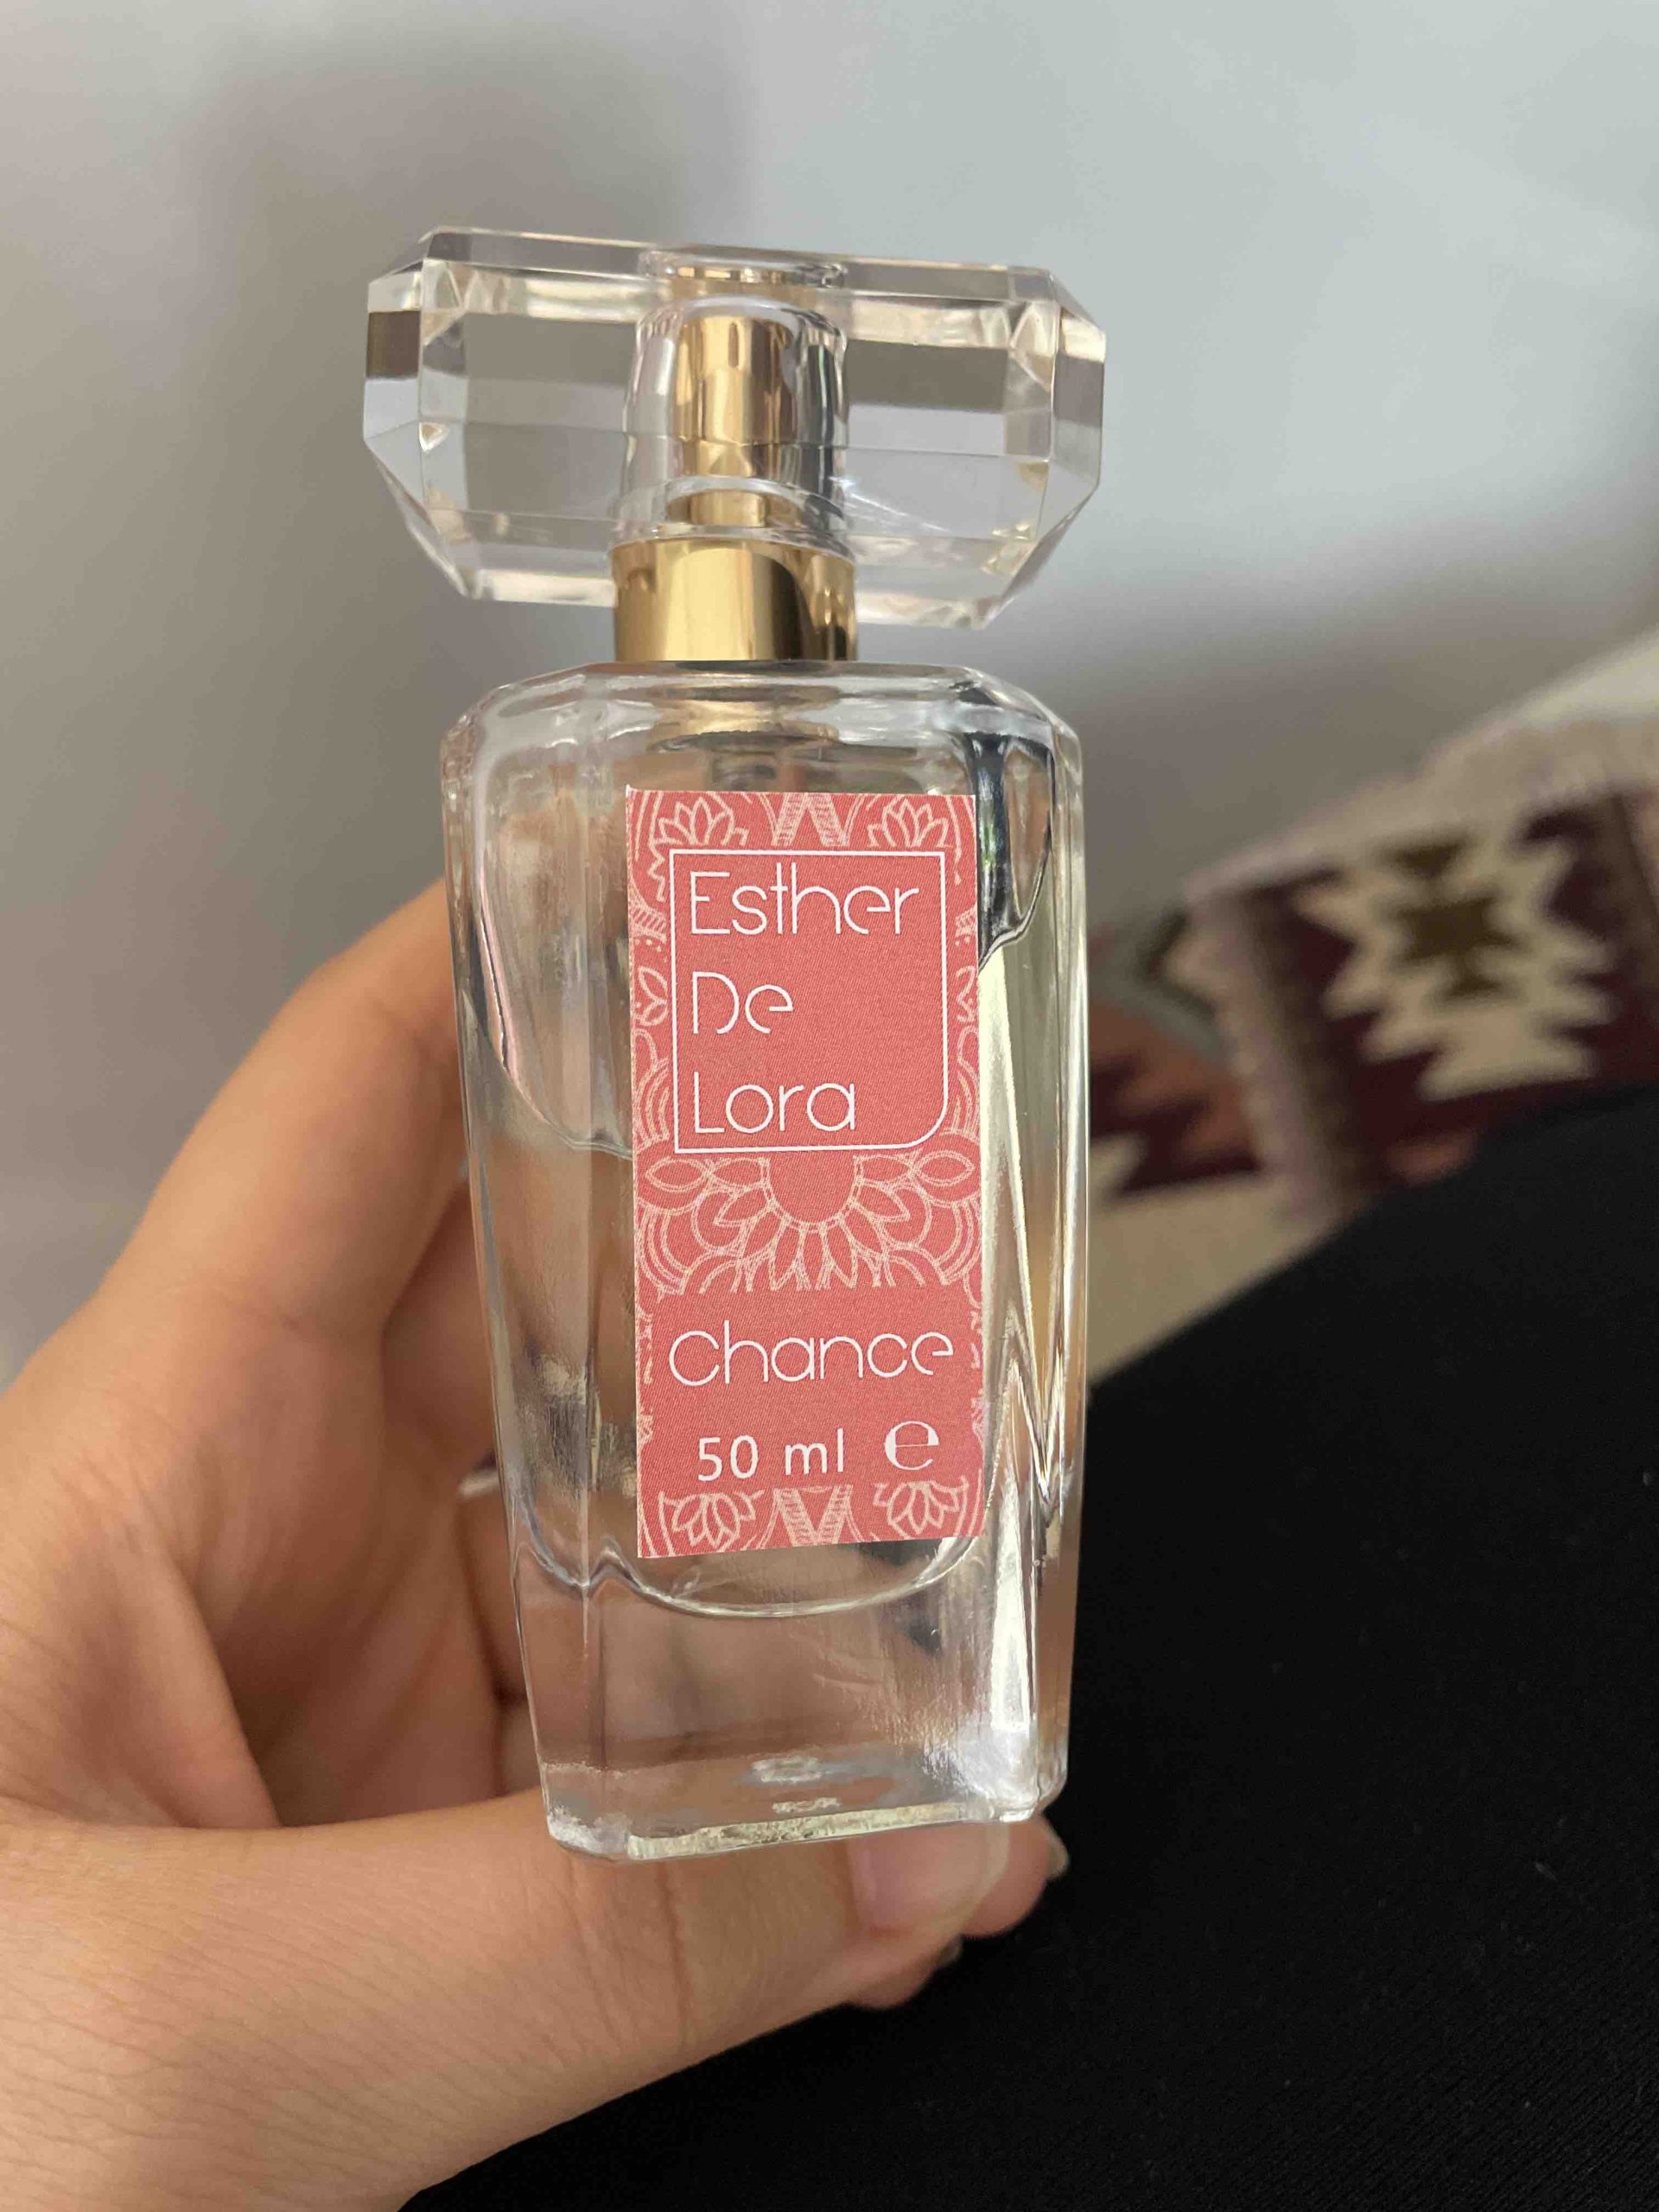 Esther
De
Lora
Chance
50 ml ℮